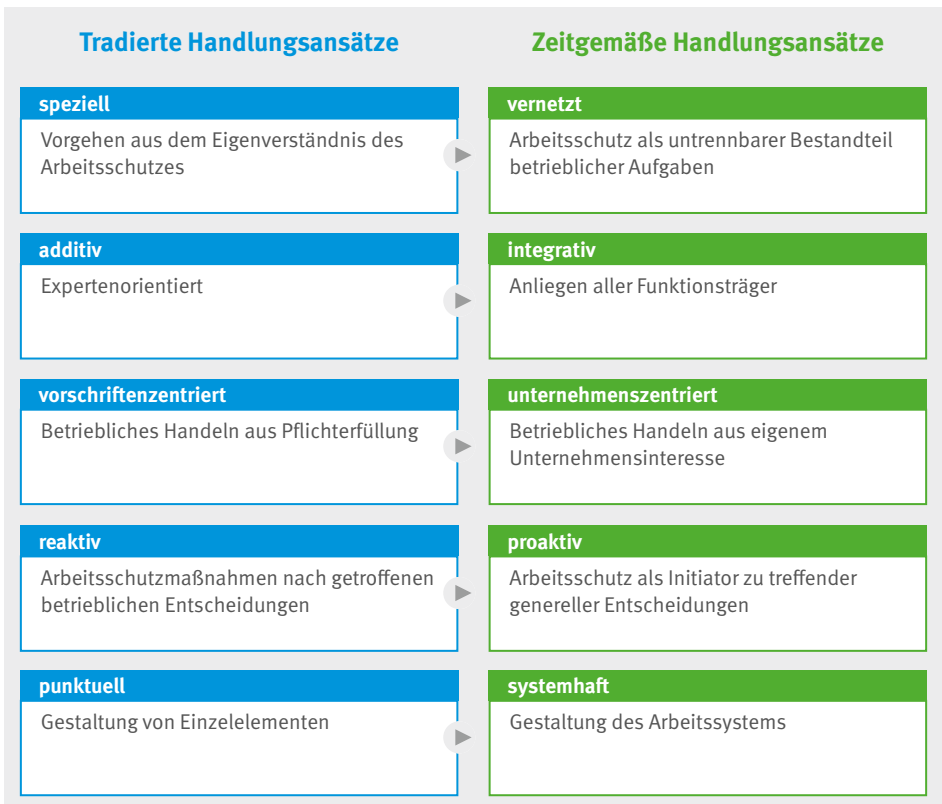 Tradierte Handlungsansätze
Zeitgemäße Handlungsansätze
speziell
Vorgehen aus dem Eigenverständnis des
Arbeitsschutzes
vernetzt
Arbeitsschutz als untrennbarer Bestandteil
betrieblicher Aufgaben
additiv
Expertenorientiert
integrativ
Anliegen aller Funktionsträger
vorschriftenzentriert
Betriebliches Handeln aus Pflichterfüllung
unternehmenszentriert
Betriebliches Handeln aus eigenem
Unternehmensinteresse
reaktiv
Arbeitsschutzmaßnahmen nach getroffenen
betrieblichen Entscheidungen
proaktiv
Arbeitsschutz als Initiator zu treffender
genereller Entscheidungen
punktuell
Gestaltung von Einzelelementen
systemhaft
Gestaltung des Arbeitssystems